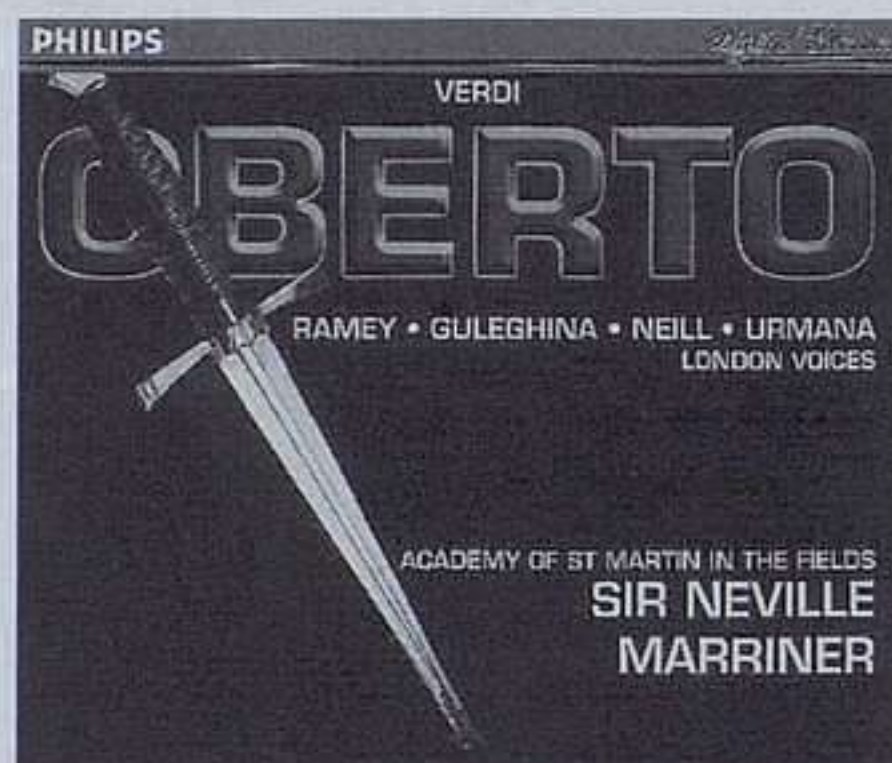 PHILIPS
VERDI
OBERTO
RAMEY • GULEGHINA • NEILL • URMANA
LONDON VOICES
ACADEMY OF ST MARTIN IN THE FIELDS
SIR NEVILLE
MARRINER